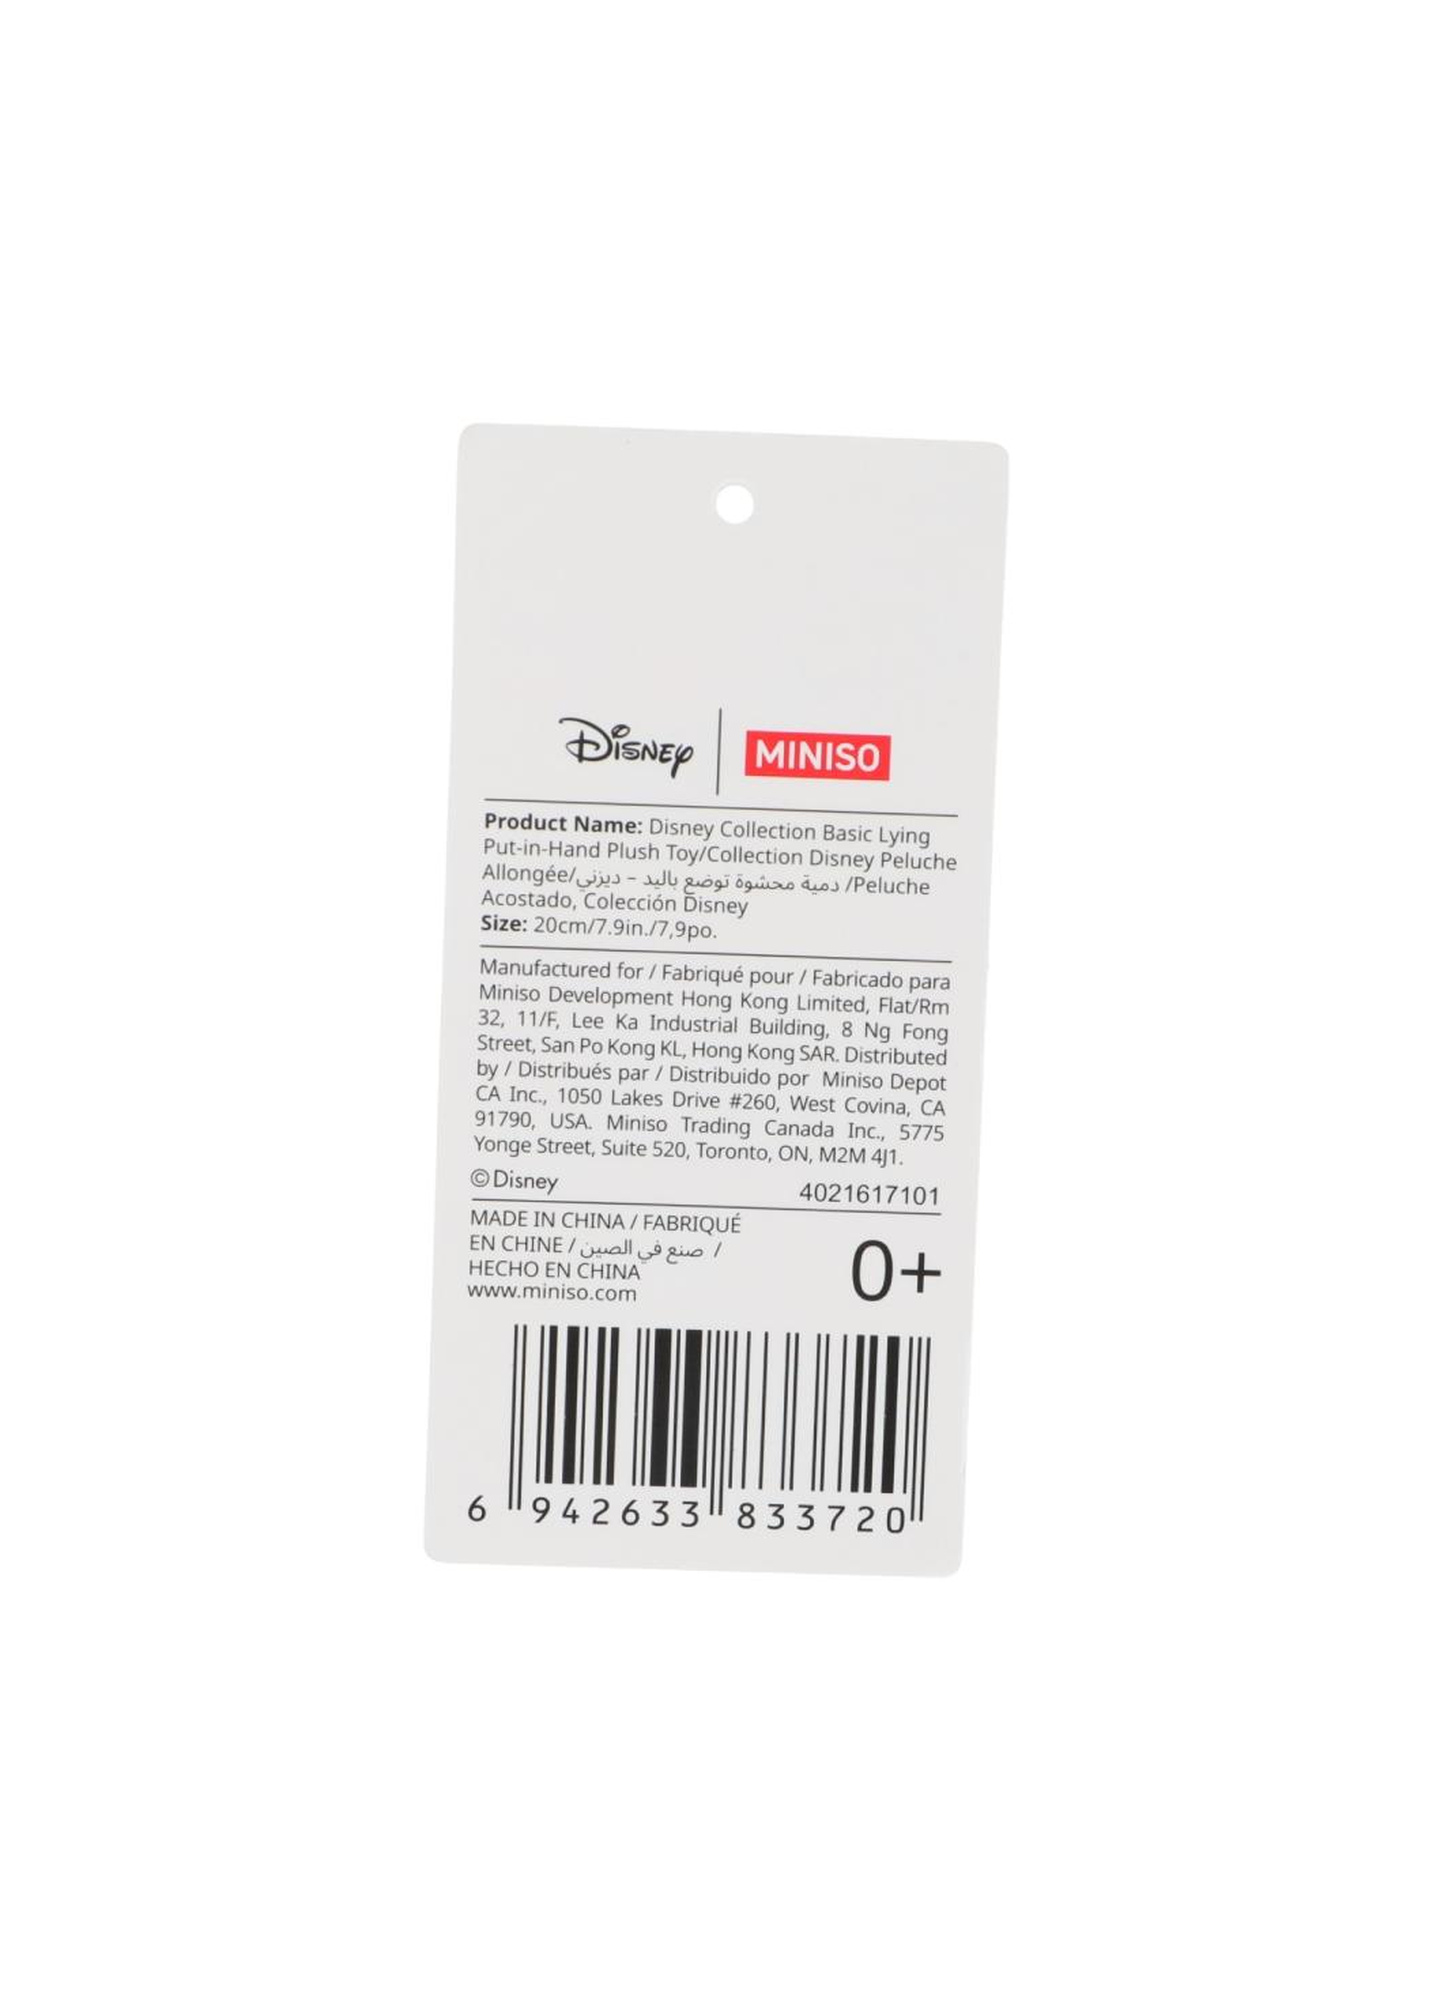 Disney MINISO
Product Name: Disney Collection Basic Lying
Put-in-Hand Plush Toy/Collection Disney Peluche
Allongée/دمية محشوة توضع باليد – ديزني /Peluche
Acostado, Colección Disney
Size: 20cm/7.9in./7,9po.
Manufactured for / Fabriqué pour / Fabricado para
Miniso Development Hong Kong Limited, Flat/Rm
32, 11/F, Lee Ka Industrial Building, 8 Ng Fong
Street, San Po Kong KL, Hong Kong SAR. Distributed
by / Distribués par / Distribuido por Miniso Depot
CA Inc., 1050 Lakes Drive #260, West Covina, CA
91790, USA. Miniso Trading Canada Inc., 5775
Yonge Street, Suite 520, Toronto, ON, M2M 4J1.
©Disney 4021617101
MADE IN CHINA / FABRIQUÉ
EN CHINE / صنع في الصين /
HECHO EN CHINA
www.miniso.com
0+
6 942633 833720